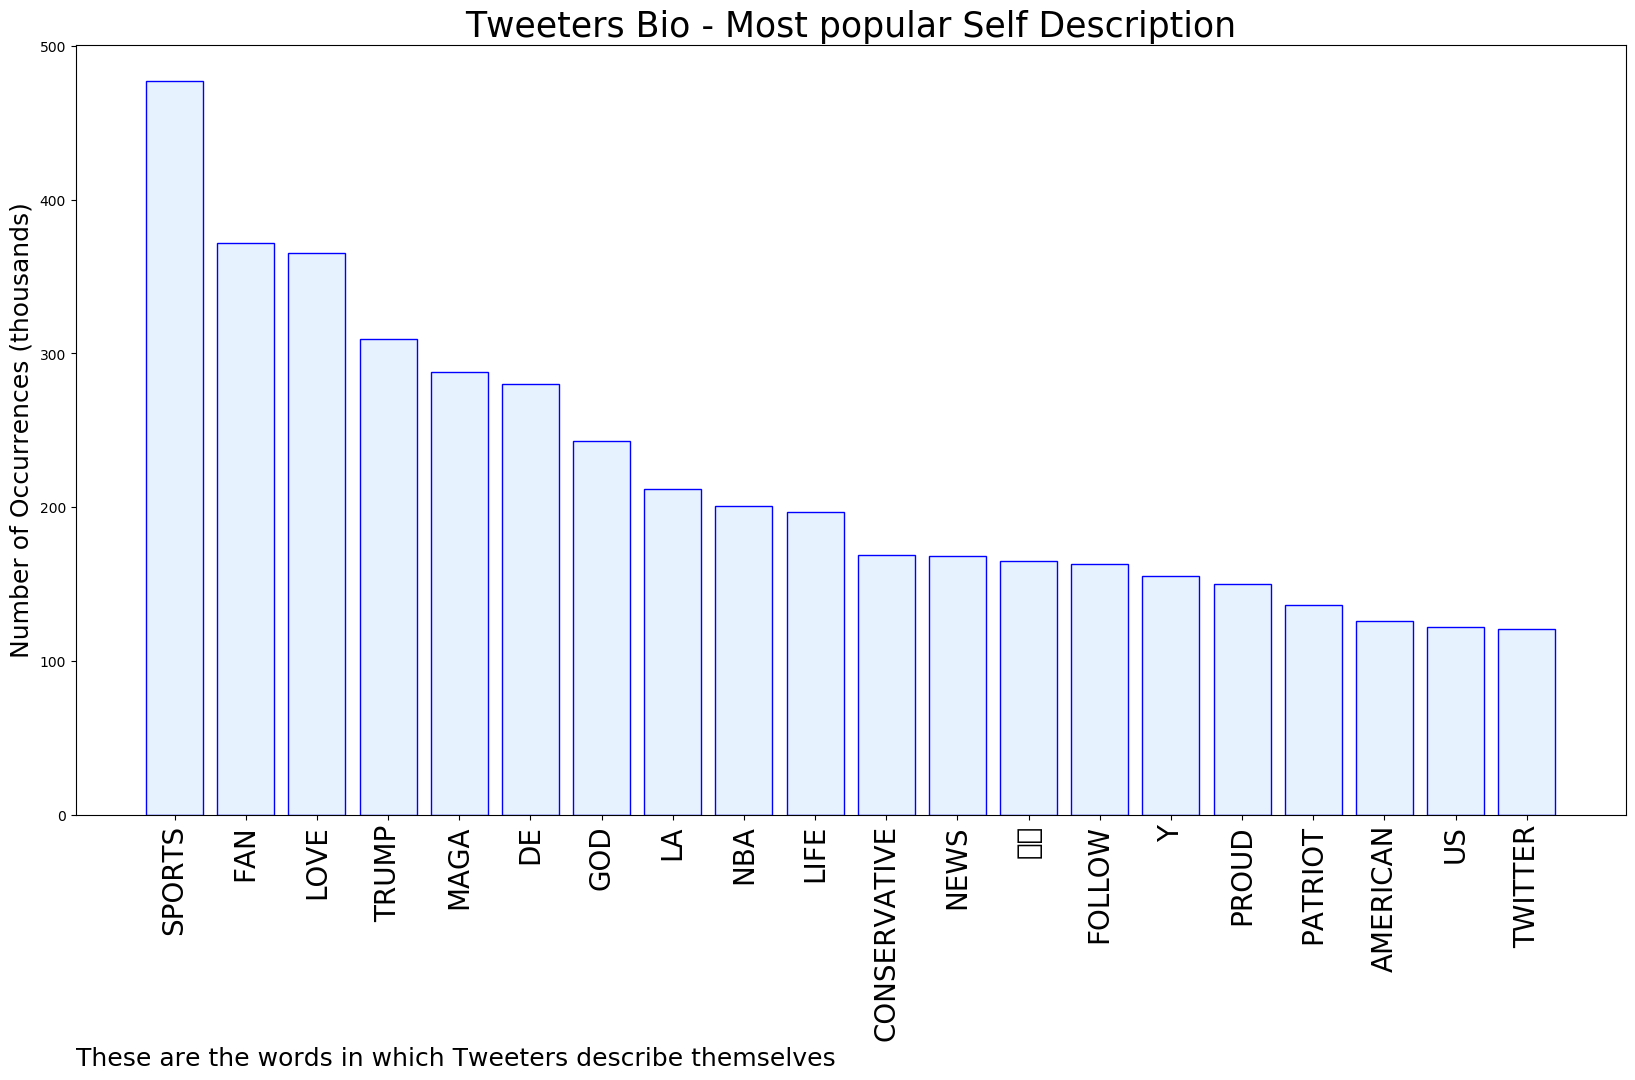 Tweeters Bio - Most popular Self Description
Number of Occurrences (thousands)
500
400
300
200
100
0
SPORTS
FAN
LOVE
TRUMP
MAGA
DE
GOD
LA
NBA
LIFE
CONSERVATIVE
NEWS
FOLLOW
Y
PROUD
PATRIOT
AMERICAN
US
TWITTER
These are the words in which Tweeters describe themselves